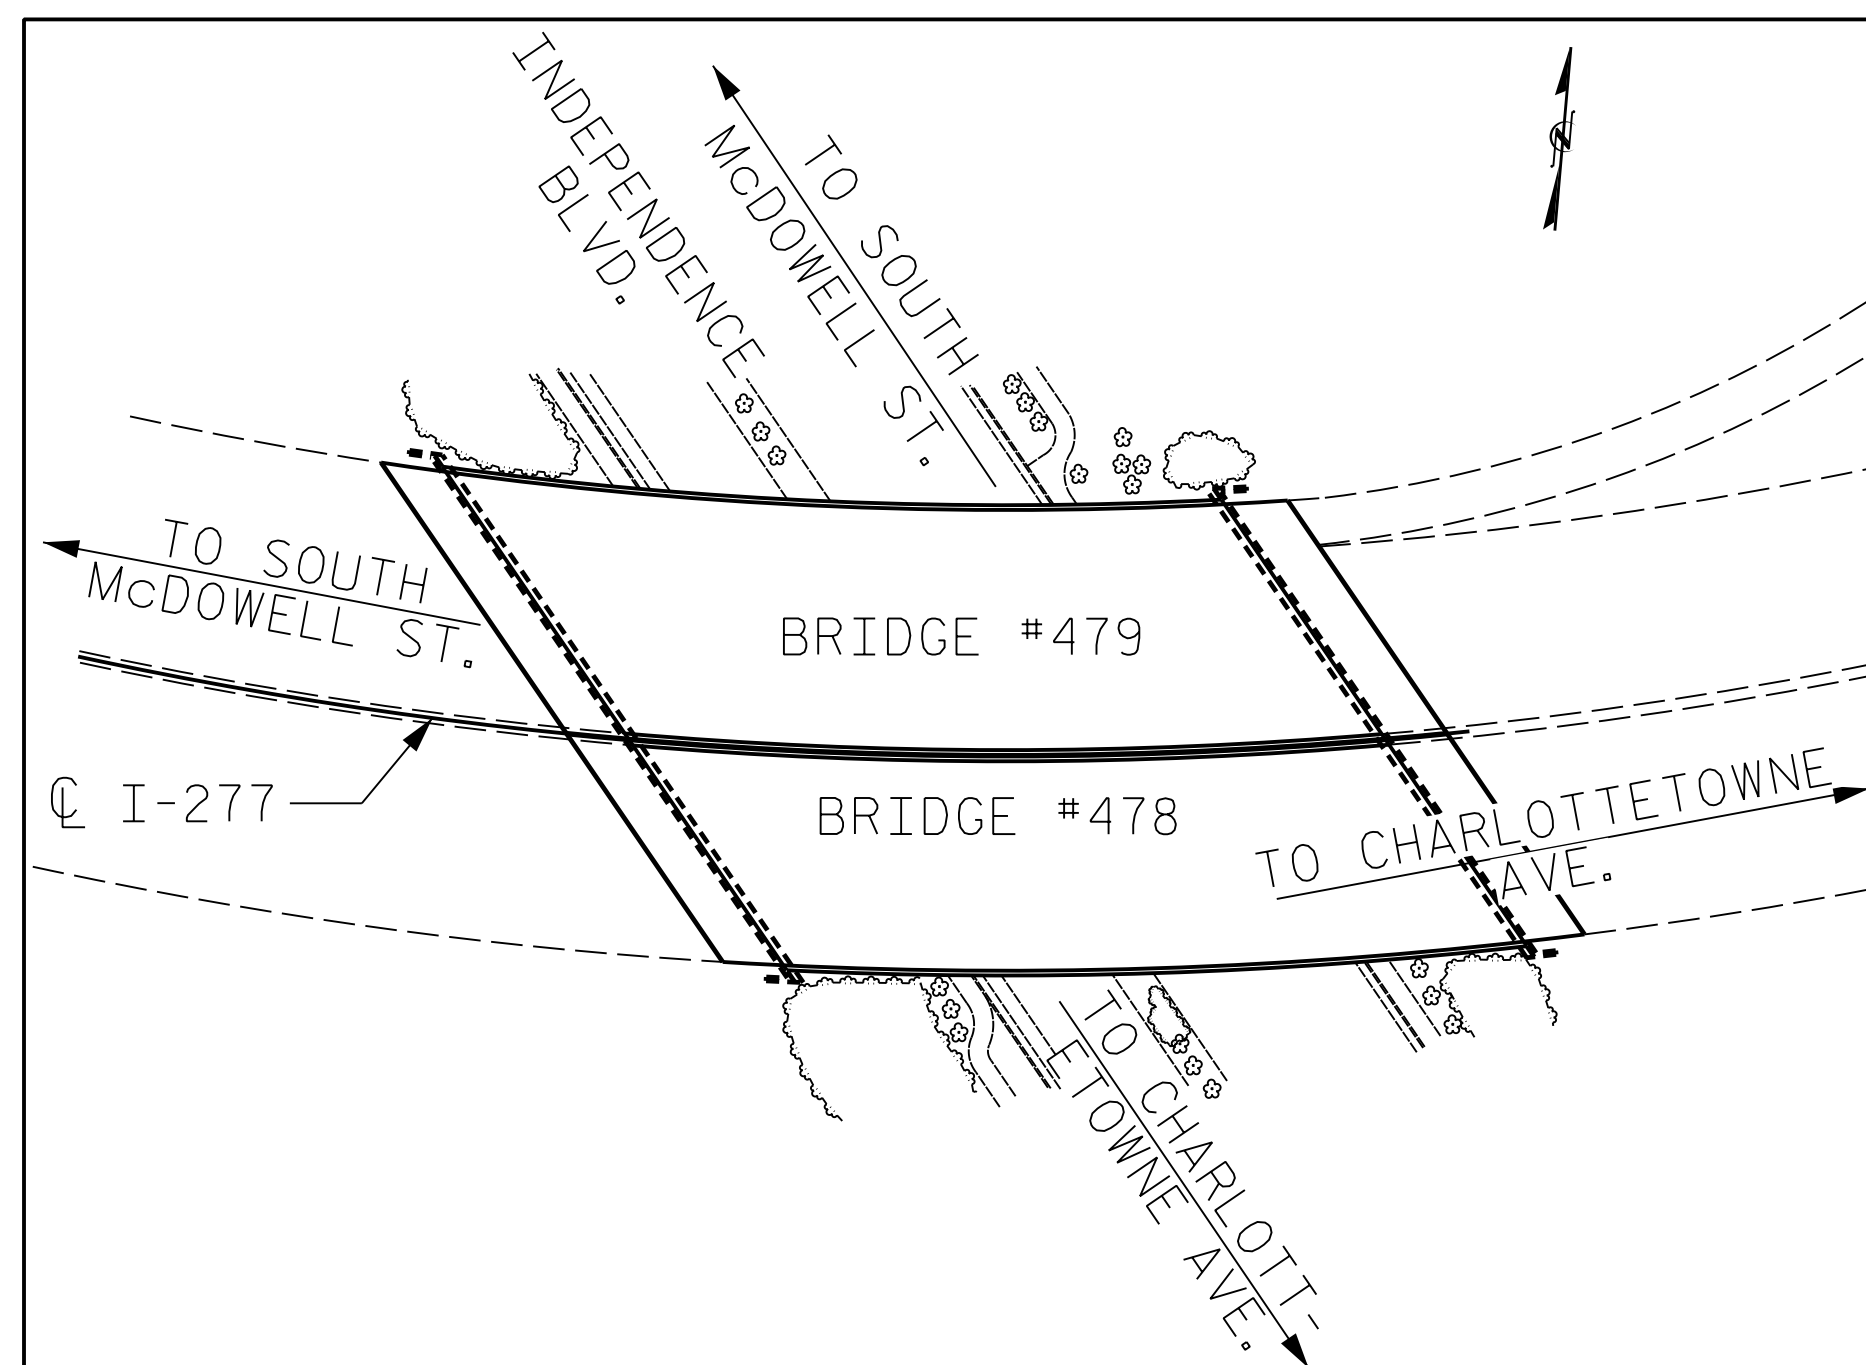 INDEPENDENCE
BLVD.
TO SOUTH
McDOWELL ST.
N
TO SOUTH
McDOWELL ST.
BRIDGE #479
℄ I-277
BRIDGE #478
TO CHARLOTTETOWNE
AVE.
TO CHARLOTT-
ETOWNE AVE.